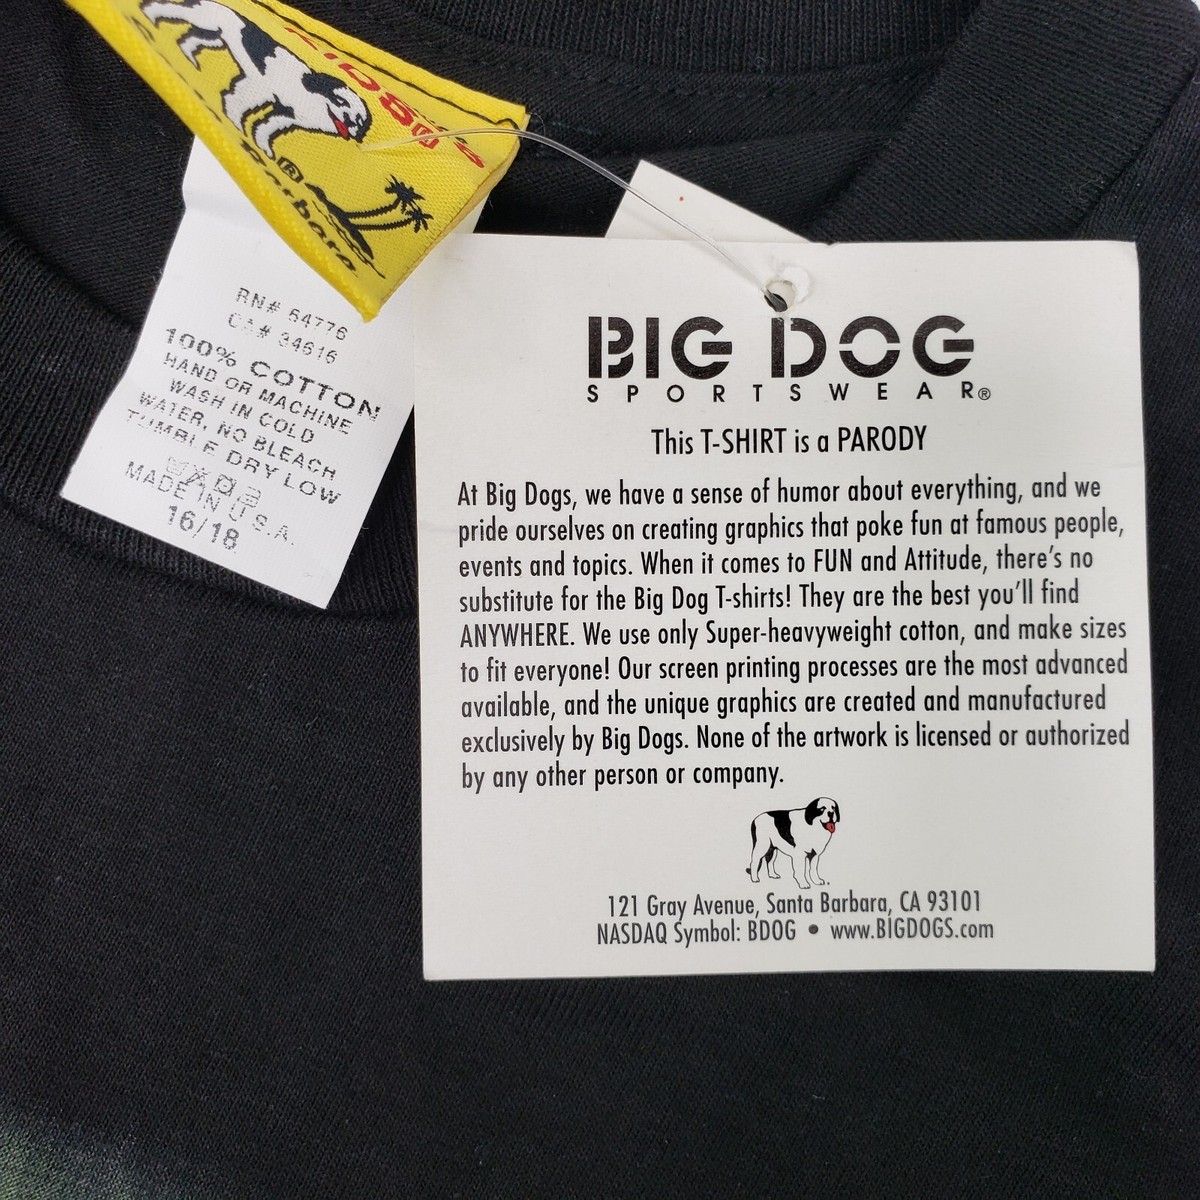 BIG DOG
SPORTSWEAR®
This T-SHIRT is a PARODY
At Big Dogs, we have a sense of humor about everything, and we
pride ourselves on creating graphics that poke fun at famous people,
events and topics. When it comes to FUN and Attitude, there's no
substitute for the Big Dog T-shirts! They are the best you'll find
ANYWHERE. We use only Super-heavyweight cotton, and make sizes
to fit everyone! Our screen printing processes are the most advanced
available, and the unique graphics are created and manufactured
exclusively by Big Dogs. None of the artwork is licensed or authorized
by any other person or company.
121 Gray Avenue, Santa Barbara, CA 93101
NASDAQ Symbol: BDOG • www.BIGDOGS.com
®
Barbara
RN# 64776
CA# 34616
100% COTTON
HAND OR MACHINE
WASH IN COLD
WATER, NO BLEACH
TUMBLE DRY LOW
MADE IN U.S.A.
16/18